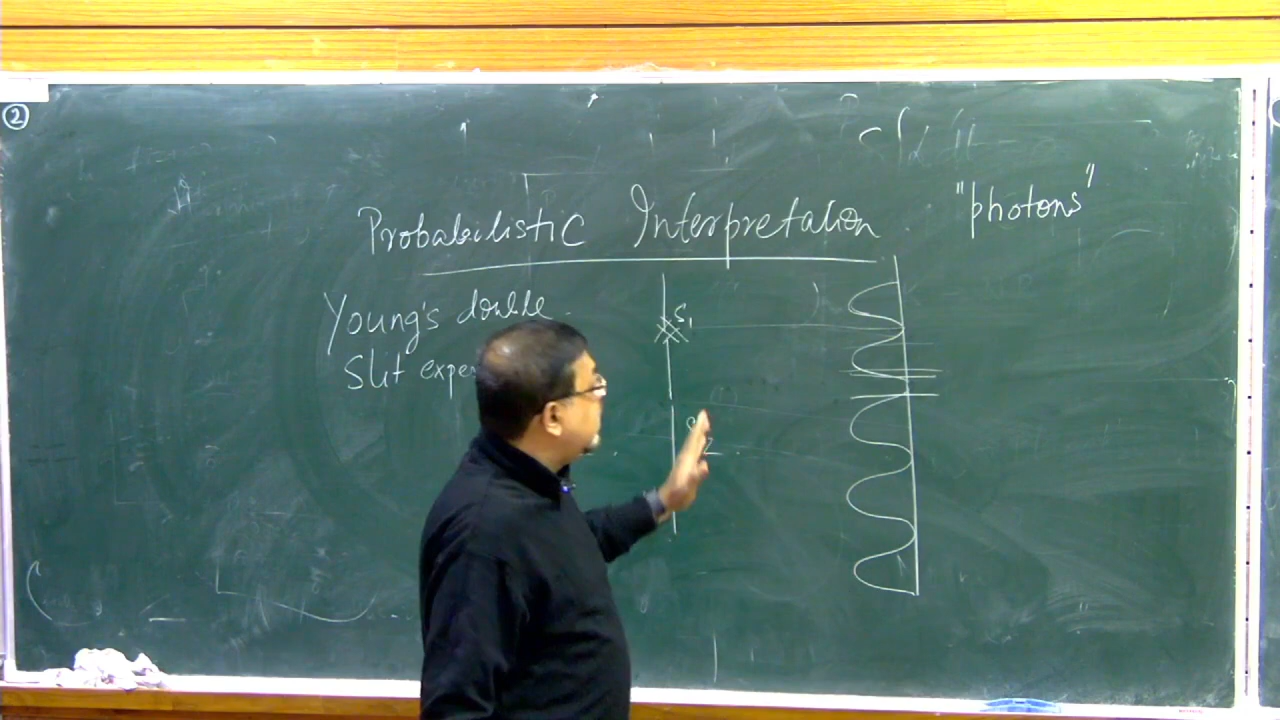 ②
Probabilistic Interpretation "photons"
Young's double
Slit
S₁